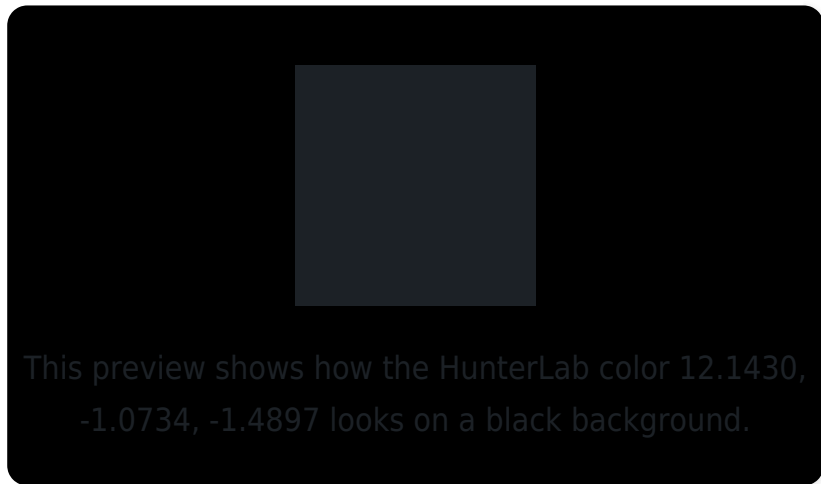 This preview shows how the HunterLab color 12.1430,
-1.0734, -1.4897 looks on a black background.